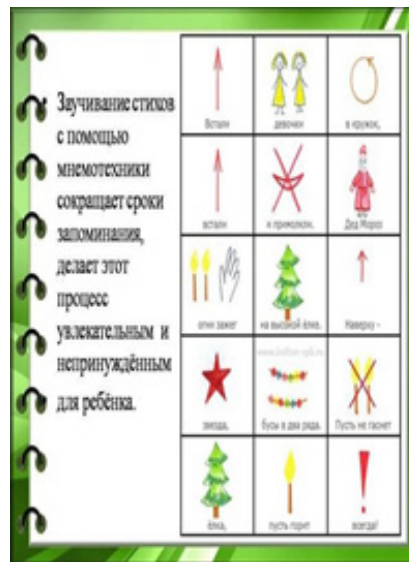 Заучивание стихов
с помощью
мнемотехники
сокращает сроки
запоминания,
делает этот
процесс
увлекательным и
непринуждённым
для ребёнка.
Встали
девочки
в кружок,
встали
и примолкли.
Дед Мороз
огни зажег
на высокой ёлке.
Наверху –
звезда,
бусы в два ряда.
Пусть не гаснет
ёлка,
пусть горит
всегда!